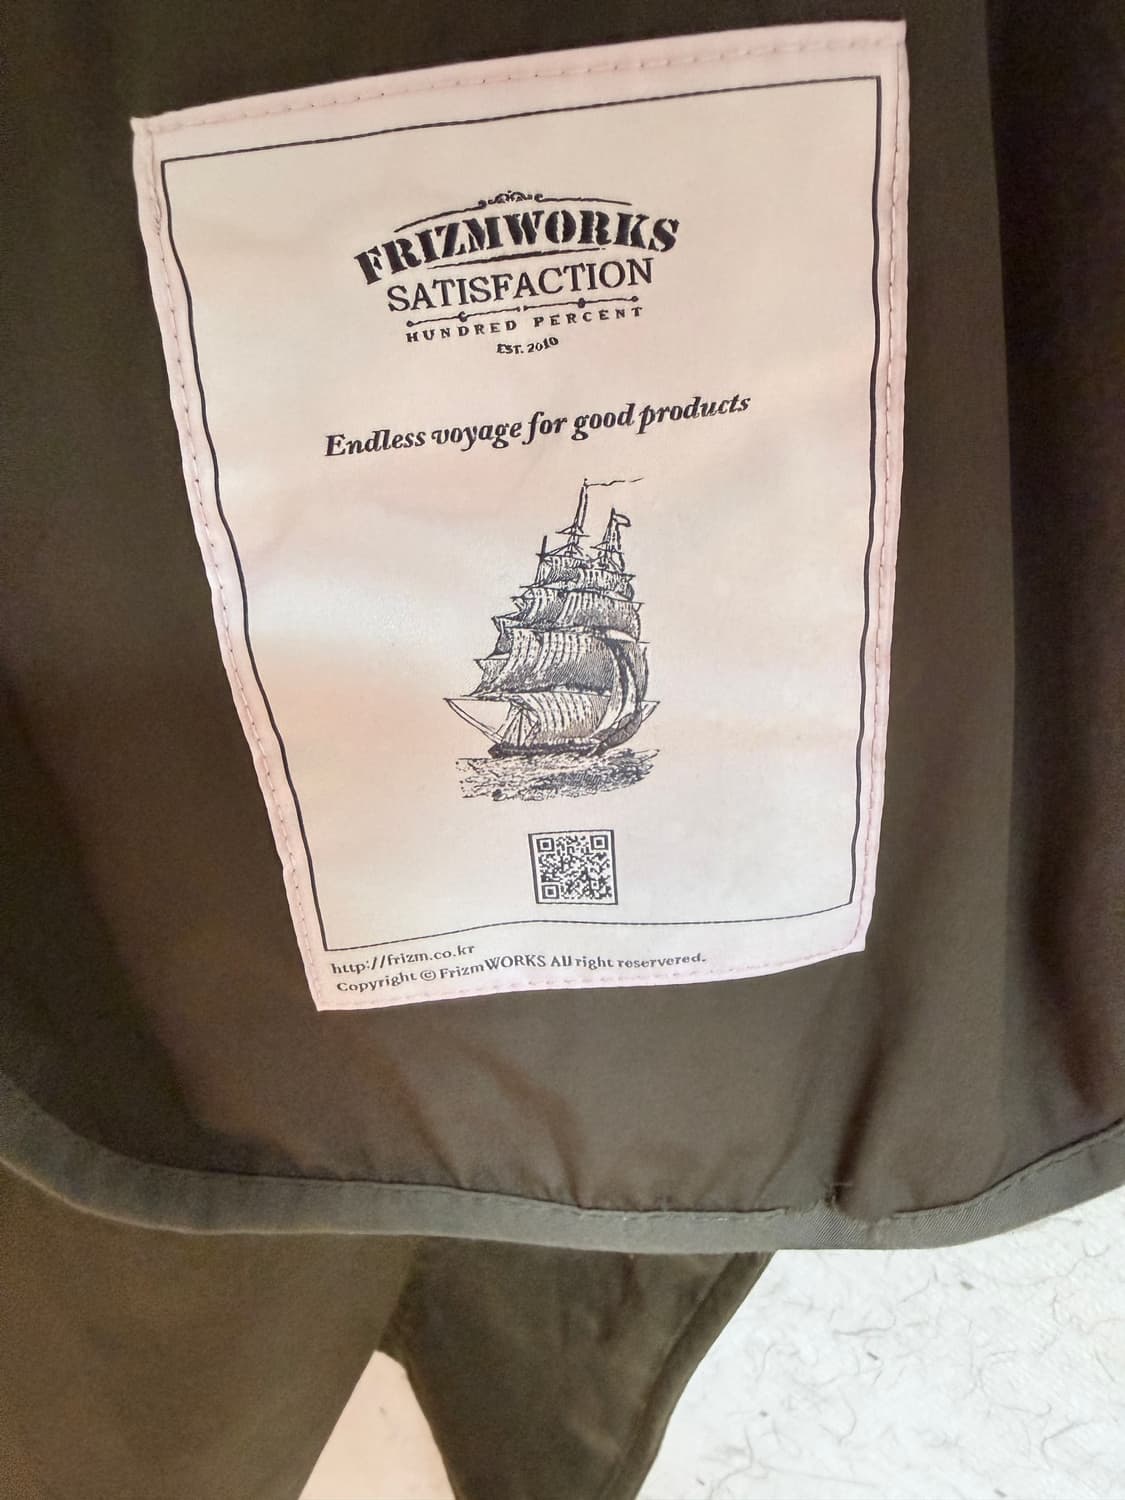 FRIZMWORKS
SATISFACTION
HUNDRED PERCENT
EST. 2010
Endless voyage for good products
http://frizm.co.kr
Copyright © FrizmWORKS All right reservered.